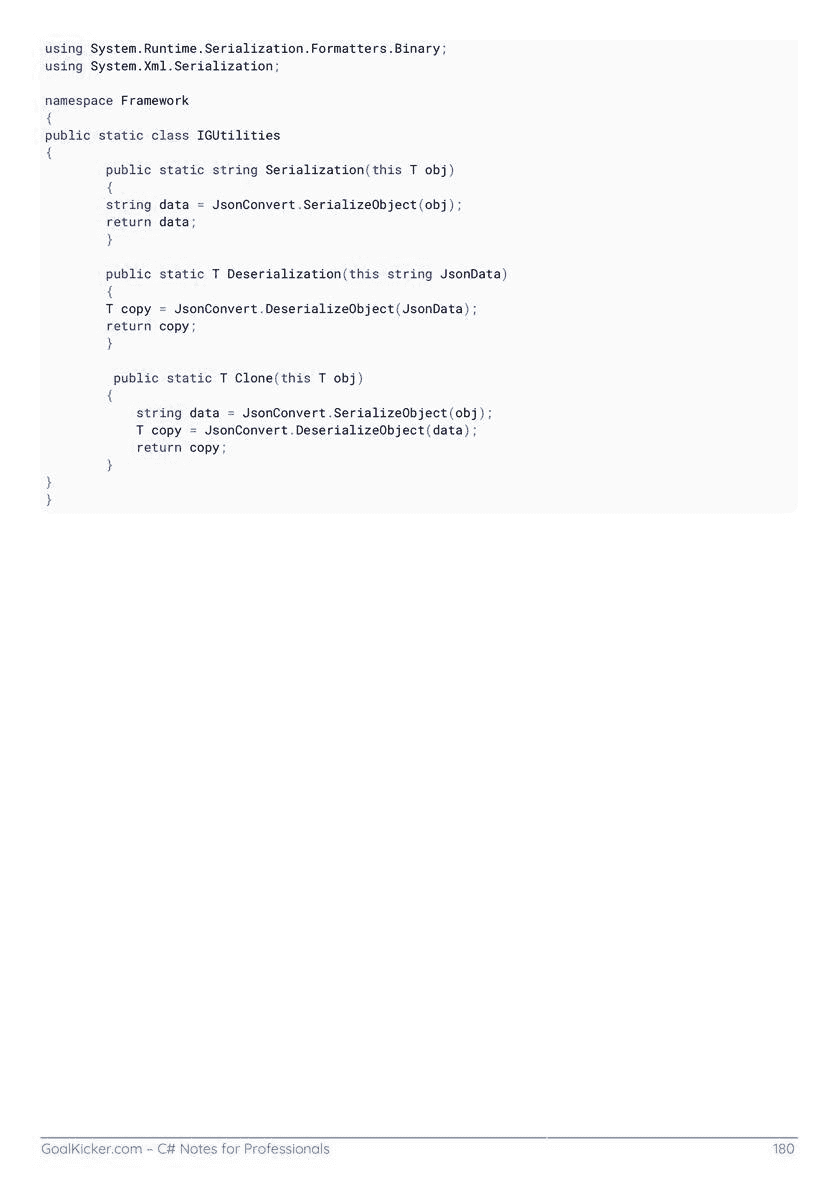 using System.Runtime.Serialization.Formatters.Binary;
using System.Xml.Serialization;

namespace Framework
{
public static class IGUtilities
{
        public static string Serialization(this T obj)
        {
        string data = JsonConvert.SerializeObject(obj);
        return data;
        }

        public static T Deserialization(this string JsonData)
        {
        T copy = JsonConvert.DeserializeObject(JsonData);
        return copy;
        }

         public static T Clone(this T obj)
        {
            string data = JsonConvert.SerializeObject(obj);
            T copy = JsonConvert.DeserializeObject(data);
            return copy;
        }
}
}
GoalKicker.com – C# Notes for Professionals 180